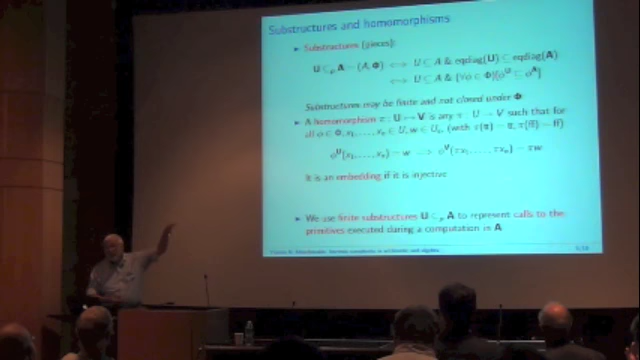 Substructures and homomorphisms
▸ Substructures (pieces):
U ⊆ₚ A = (A, Φ) ⟺ U ⊆ A & eqdiag(U) ⊆ eqdiag(A)
⟺ U ⊆ A & (∀φ ∈ Φ)[φ^U ⊆ φ^A]
Substructures may be finite and not closed under Φ
▸ A homomorphism π : U → V is any π : U → V such that for
all φ ∈ Φ, x₁, …, xₙ ∈ U, w ∈ Uₛ, (with π(tt) = tt, π(ff) = ff)
φ^U(x₁, …, xₙ) = w ⟹ φ^V(πx₁, …, πxₙ) = πw
It is an embedding if it is injective
▸ We use finite substructures U ⊆ₚ A to represent calls to the
primitives executed during a computation in A